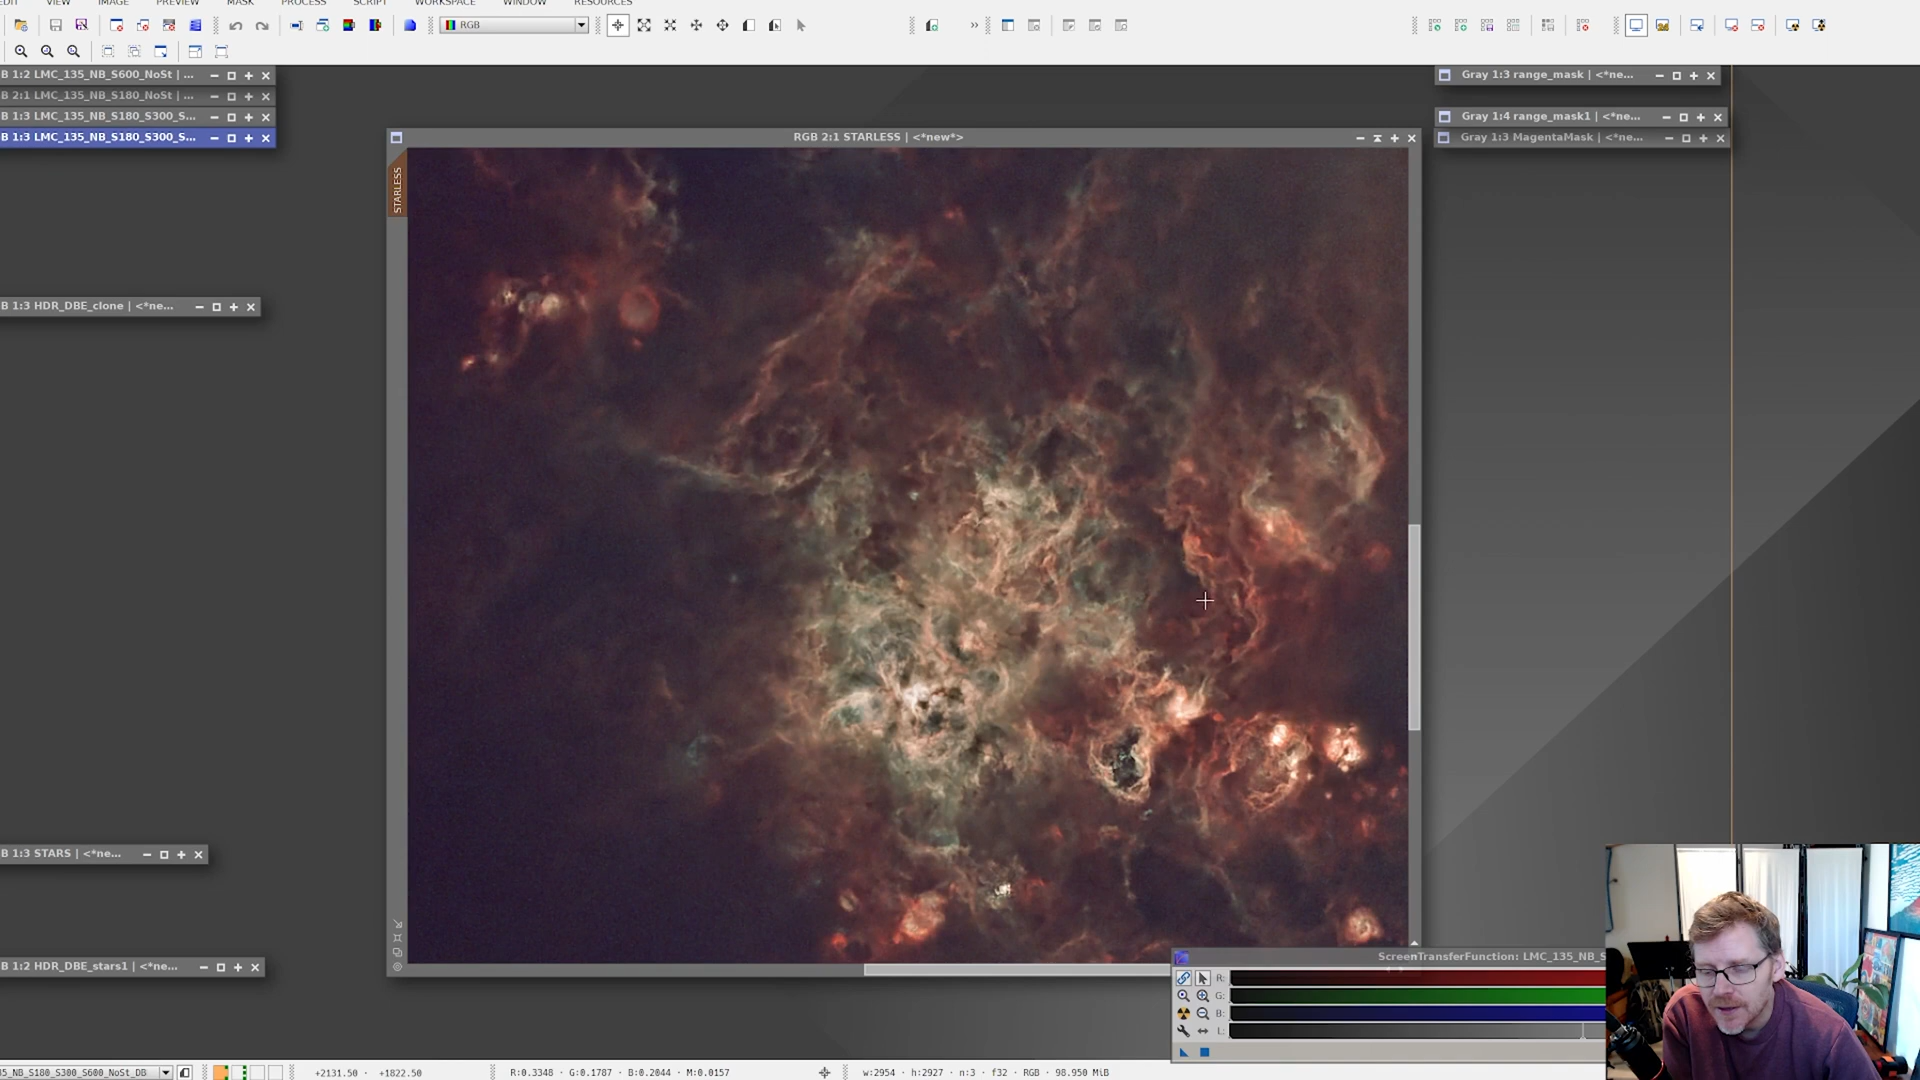 EDIT VIEW IMAGE PREVIEW MASK PROCESS SCRIPT WORKSPACE WINDOW RESOURCES
RGB
B 1:2 LMC_135_NB_S600_NoSt | ...
B 2:1 LMC_135_NB_S180_NoSt | ...
B 1:3 LMC_135_NB_S180_S300_S...
B 1:3 LMC_135_NB_S180_S300_S...
Gray 1:3 range_mask | <*ne...
Gray 1:4 range_mask1 | <*ne...
Gray 1:3 MagentaMask | <*ne...
RGB 2:1 STARLESS | <*new*>
STARLESS
B 1:3 HDR_DBE_clone | <*ne...
B 1:3 STARS | <*ne...
B 1:2 HDR_DBE_stars1 | <*ne...
ScreenTransferFunction: LMC_135_NB_S
R:
G:
B:
L:
35_NB_S180_S300_S600_NoSt_DB
+2131.50 · +1822.50
R:0.3348 · G:0.1787 · B:0.2044 · M:0.0157
w:2954 · h:2927 · n:3 · f32 · RGB · 98.950 MiB